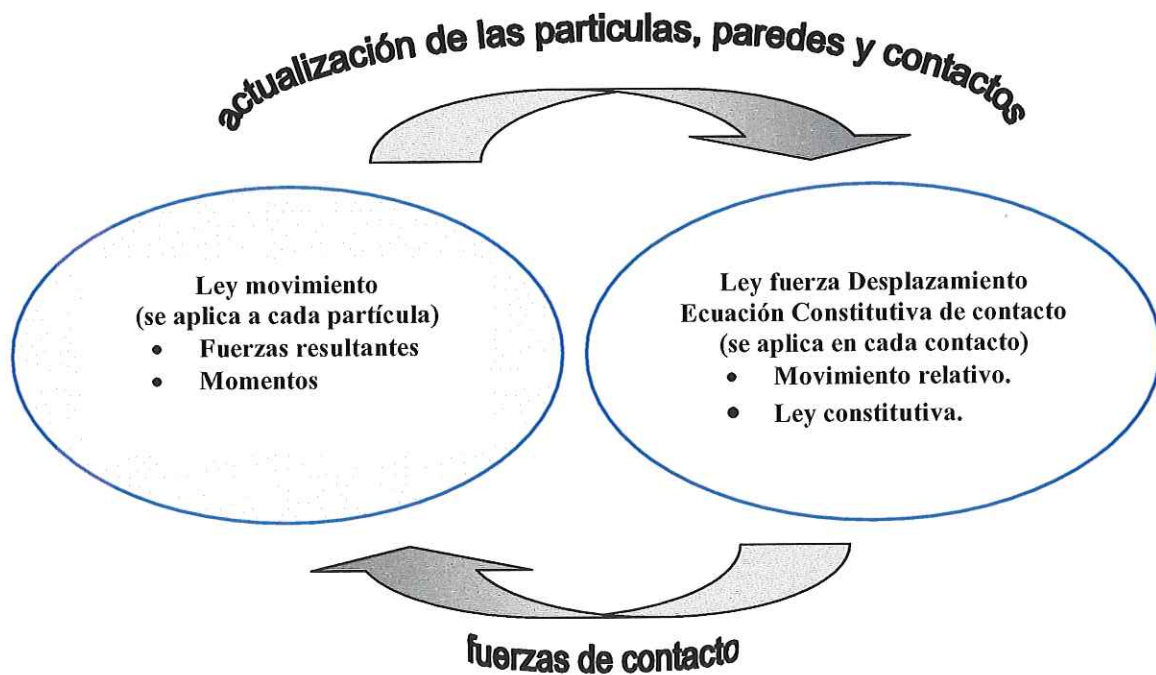 actualización de las particulas, paredes y contactos
Ley movimiento
(se aplica a cada partícula)
• Fuerzas resultantes
• Momentos
Ley fuerza Desplazamiento
Ecuación Constitutiva de contacto
(se aplica en cada contacto)
• Movimiento relativo.
• Ley constitutiva.
fuerzas de contacto